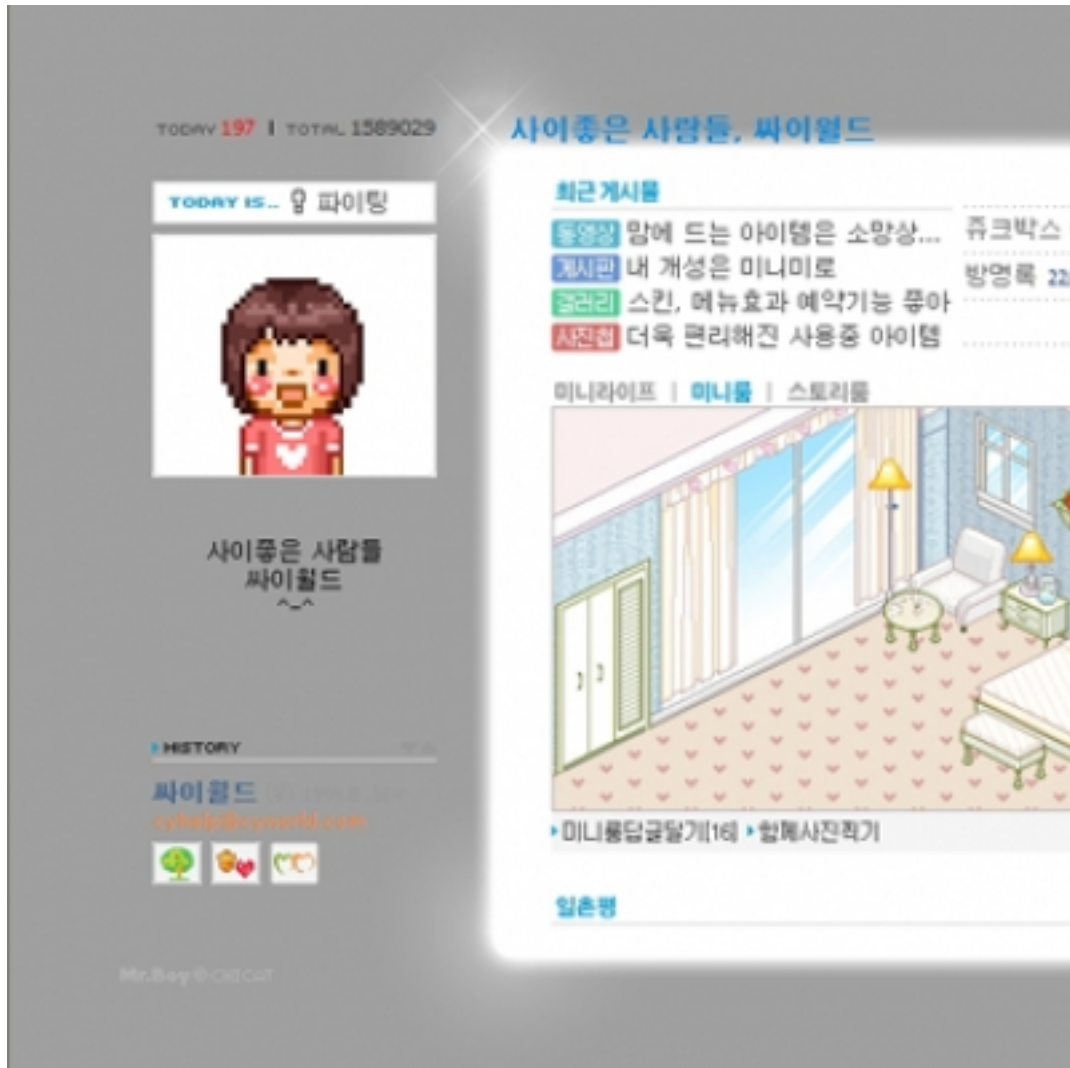 TODAY 197 | TOTAL 1589029
사이좋은 사람들, 싸이월드
TODAY IS.. 파이팅
최근 게시물
동영상 맘에 드는 아이템은 소망상...
게시판 내 개성은 미니미로
갤러리 스킨, 메뉴효과 예약기능 좋아
사진첩 더욱 편리해진 사용중 아이템
쥬크박스
방명록 22
미니라이프 | 미니룸 | 스토리룸
사이좋은 사람들
싸이월드
^_^
HISTORY
싸이월드
cyhelp@cyworld.com
미니룸답글달기[16] 함께사진찍기
일촌평
Mr.Boy ©